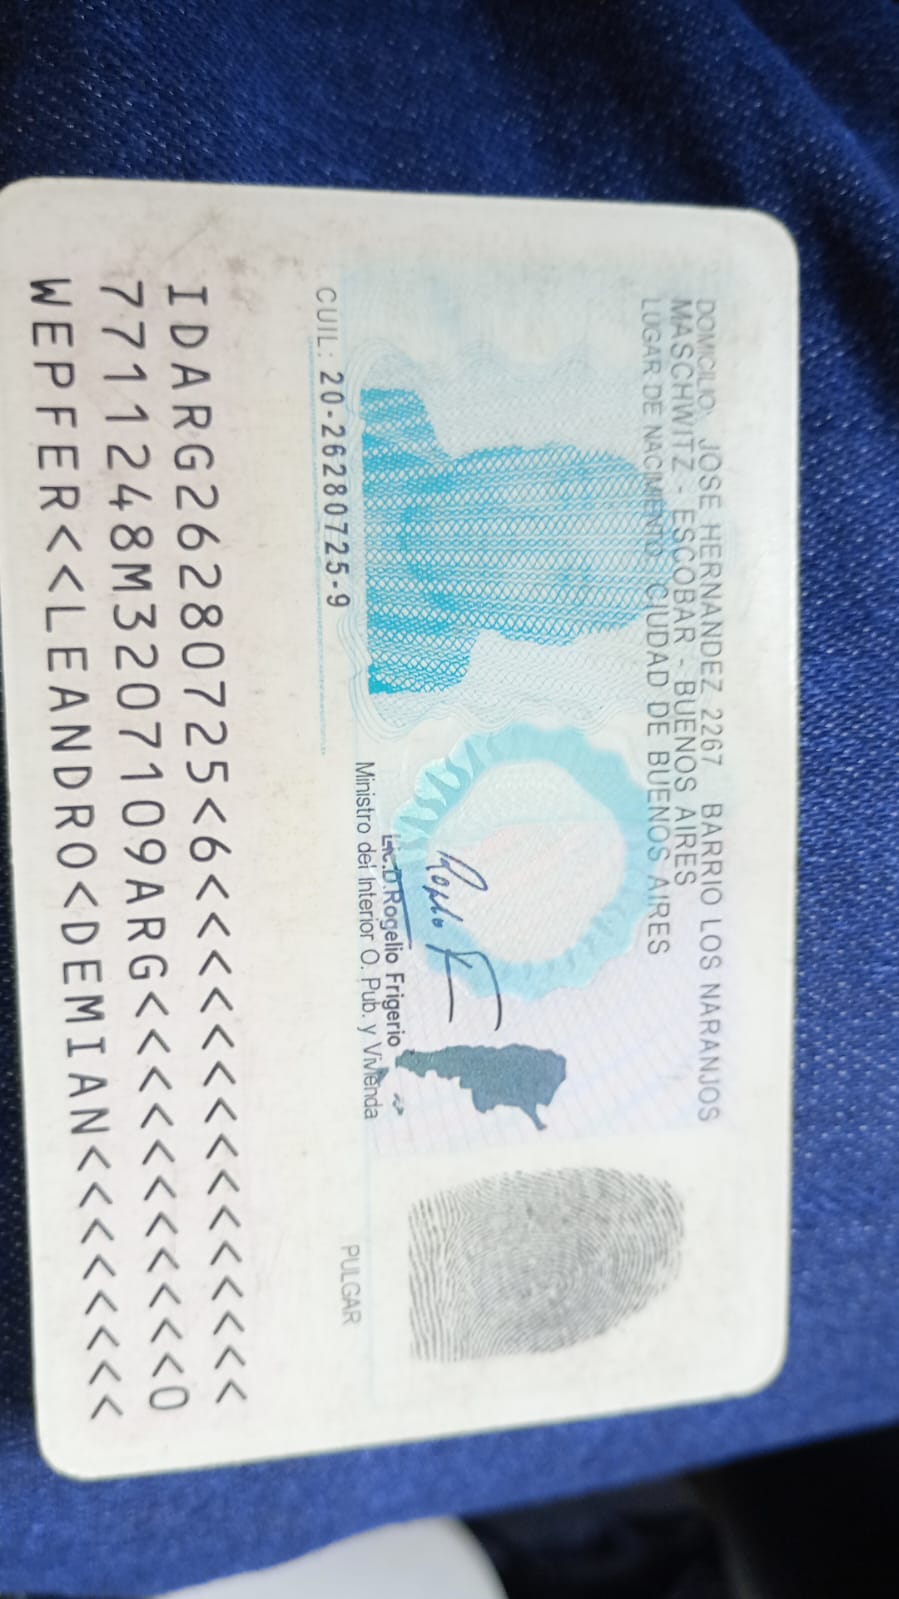 DOMICILIO: JOSE HERNANDEZ 2267 BARRIO LOS NARANJOS
MASCHWITZ - ESCOBAR - BUENOS AIRES
LUGAR DE NACIMIENTO: CIUDAD DE BUENOS AIRES
Lic.D.Rogelio Frigerio
Ministro del Interior O. Pub. y Vivienda
CUIL: 20-26280725-9
PULGAR
IDARG26280725<6<<<<<<<<<<<<<<<
7711248M3207109ARG<<<<<<<<<<<0
WEPFER<<LEANDRO<DEMIAN<<<<<<<<